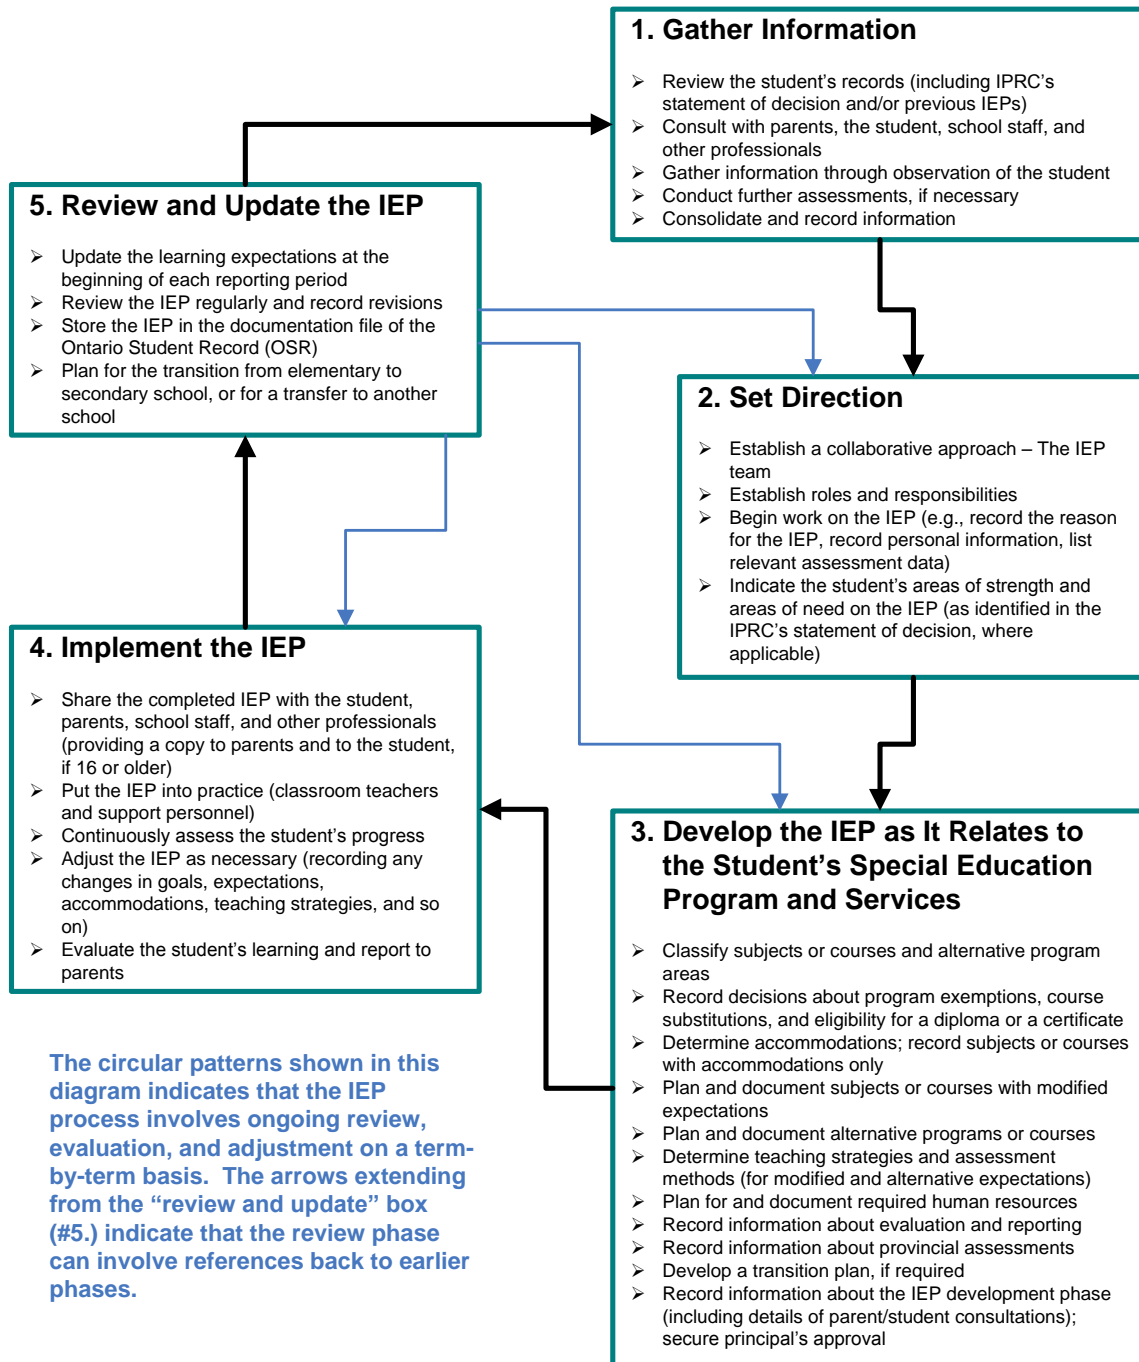 1. Gather Information
➢ Review the student's records (including IPRC's
statement of decision and/or previous IEPs)
➢ Consult with parents, the student, school staff, and
other professionals
➢ Gather information through observation of the student
➢ Conduct further assessments, if necessary
➢ Consolidate and record information
2. Set Direction
➢ Establish a collaborative approach – The IEP
team
➢ Establish roles and responsibilities
➢ Begin work on the IEP (e.g., record the reason
for the IEP, record personal information, list
relevant assessment data)
➢ Indicate the student's areas of strength and
areas of need on the IEP (as identified in the
IPRC's statement of decision, where
applicable)
3. Develop the IEP as It Relates to
the Student's Special Education
Program and Services
➢ Classify subjects or courses and alternative program
areas
➢ Record decisions about program exemptions, course
substitutions, and eligibility for a diploma or a certificate
➢ Determine accommodations; record subjects or courses
with accommodations only
➢ Plan and document subjects or courses with modified
expectations
➢ Plan and document alternative programs or courses
➢ Determine teaching strategies and assessment
methods (for modified and alternative expectations)
➢ Plan for and document required human resources
➢ Record information about evaluation and reporting
➢ Record information about provincial assessments
➢ Develop a transition plan, if required
➢ Record information about the IEP development phase
(including details of parent/student consultations);
secure principal's approval
4. Implement the IEP
➢ Share the completed IEP with the student,
parents, school staff, and other professionals
(providing a copy to parents and to the student,
if 16 or older)
➢ Put the IEP into practice (classroom teachers
and support personnel)
➢ Continuously assess the student's progress
➢ Adjust the IEP as necessary (recording any
changes in goals, expectations,
accommodations, teaching strategies, and so
on)
➢ Evaluate the student's learning and report to
parents
5. Review and Update the IEP
➢ Update the learning expectations at the
beginning of each reporting period
➢ Review the IEP regularly and record revisions
➢ Store the IEP in the documentation file of the
Ontario Student Record (OSR)
➢ Plan for the transition from elementary to
secondary school, or for a transfer to another
school
The circular patterns shown in this
diagram indicates that the IEP
process involves ongoing review,
evaluation, and adjustment on a term-
by-term basis.  The arrows extending
from the “review and update” box
(#5.) indicate that the review phase
can involve references back to earlier
phases.